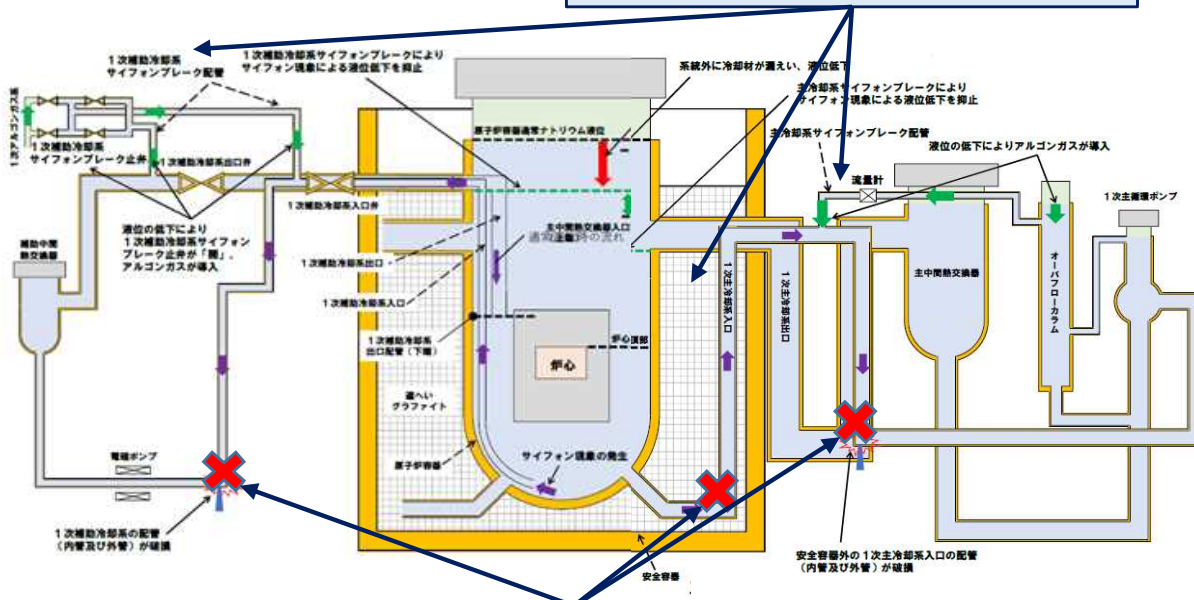 1次補助冷却系
サイフォンブレーク配管
1次補助冷却系サイフォンブレークにより
サイフォン現象による液位低下を抑止
系統外に冷却材が漏えい、液位低下
主冷却系サイフォンブレークにより
サイフォン現象による液位低下を抑止
1次アルゴンガス系
原子炉容器通常ナトリウム液位
主冷却系サイフォンブレーク配管
液位の低下によりアルゴンガスが導入
1次補助冷却系
サイフォンブレーク止弁
1次補助冷却系出口弁
流量計
1次主循環ポンプ
1次補助冷却系入口弁
液位の低下により
1次補助冷却系サイフォン
ブレーク止弁が「開」、
アルゴンガスが導入
補助中間
熱交換器
主中間熱交換器入口
時の流れ
1次補助冷却系出口
1次補助冷却系入口
1次主冷却系入口
1次主冷却系出口
主中間熱交換器
オーバフローカラム
1次補助冷却系
出口配管(下端)
炉心頂部
炉心
遮へい
グラファイト
原子炉容器
サイフォン現象の発生
電磁ポンプ
1次補助冷却系の配管
(内管及び外管)が破損
安全容器
安全容器外の1次主冷却系入口の配管
(内管及び外管)が破損